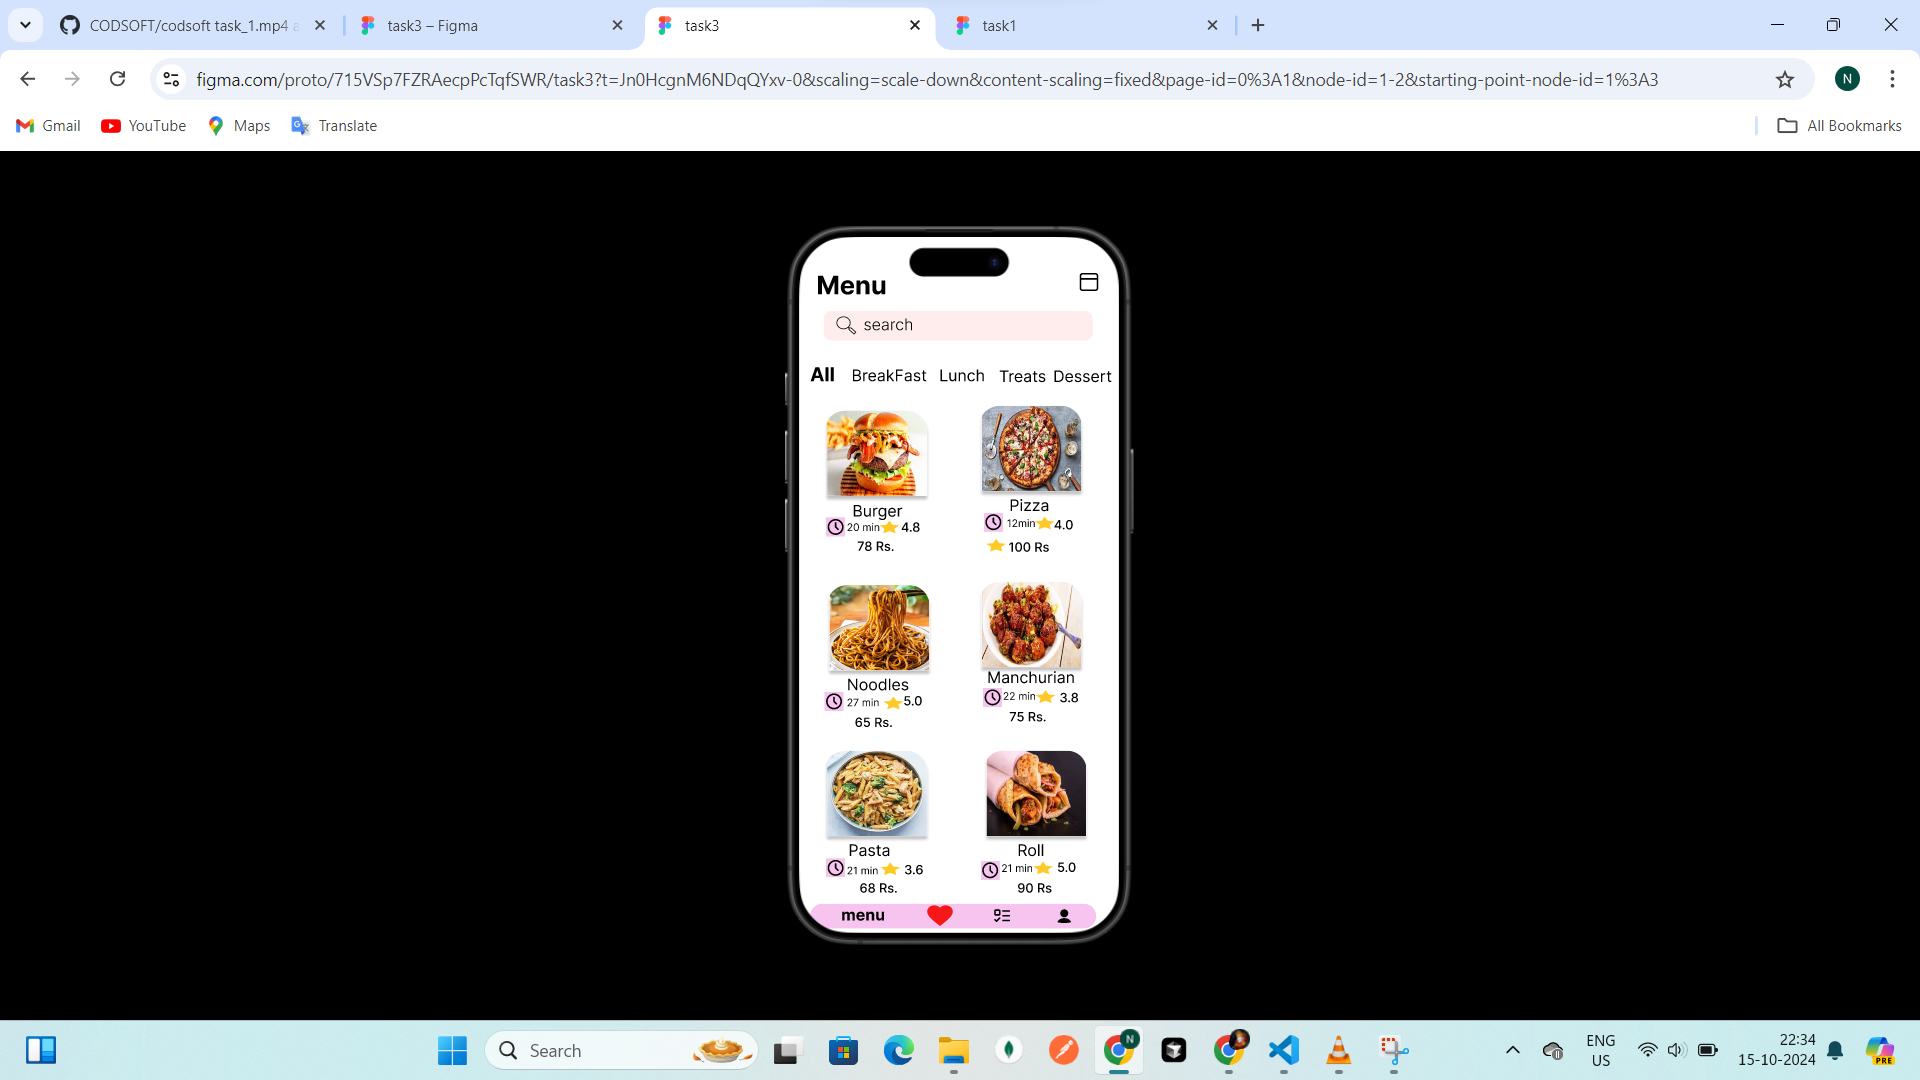 CODSOFT/codsoft task_1.mp4 a
task3 – Figma
task3
task1
figma.com/proto/715VSp7FZRAecpPcTqfSWR/task3?t=Jn0HcgnM6NDqQYxv-0&scaling=scale-down&content-scaling=fixed&page-id=0%3A1&node-id=1-2&starting-point-node-id=1%3A3
N
Gmail
YouTube
Maps
Translate
All Bookmarks
Menu
search
All BreakFast Lunch Treats Dessert
Burger
20 min 4.8
78 Rs.
Pizza
12min 4.0
100 Rs
Noodles
27 min 5.0
65 Rs.
Manchurian
22 min 3.8
75 Rs.
Pasta
21 min 3.6
68 Rs.
Roll
21 min 5.0
90 Rs
menu
Search
N
ENG
US
22:34
15-10-2024
PRE